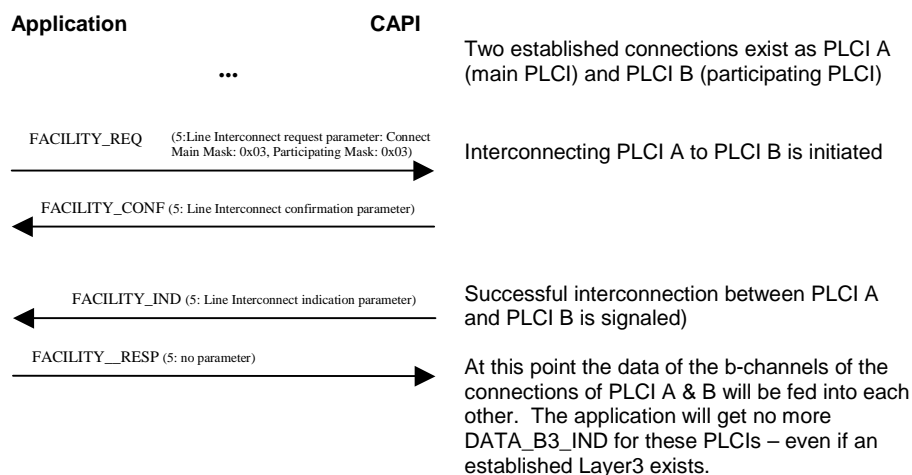 Application CAPI
Two established connections exist as PLCI A
(main PLCI) and PLCI B (participating PLCI)
...
FACILITY_REQ (5:Line Interconnect request parameter: Connect
Main Mask: 0x03, Participating Mask: 0x03)
Interconnecting PLCI A to PLCI B is initiated
FACILITY_CONF (5: Line Interconnect confirmation parameter)
FACILITY_IND (5: Line Interconnect indication parameter)
Successful interconnection between PLCI A
and PLCI B is signaled)
FACILITY__RESP (5: no parameter)
At this point the data of the b-channels of the
connections of PLCI A & B will be fed into each
other. The application will get no more
DATA_B3_IND for these PLCIs – even if an
established Layer3 exists.